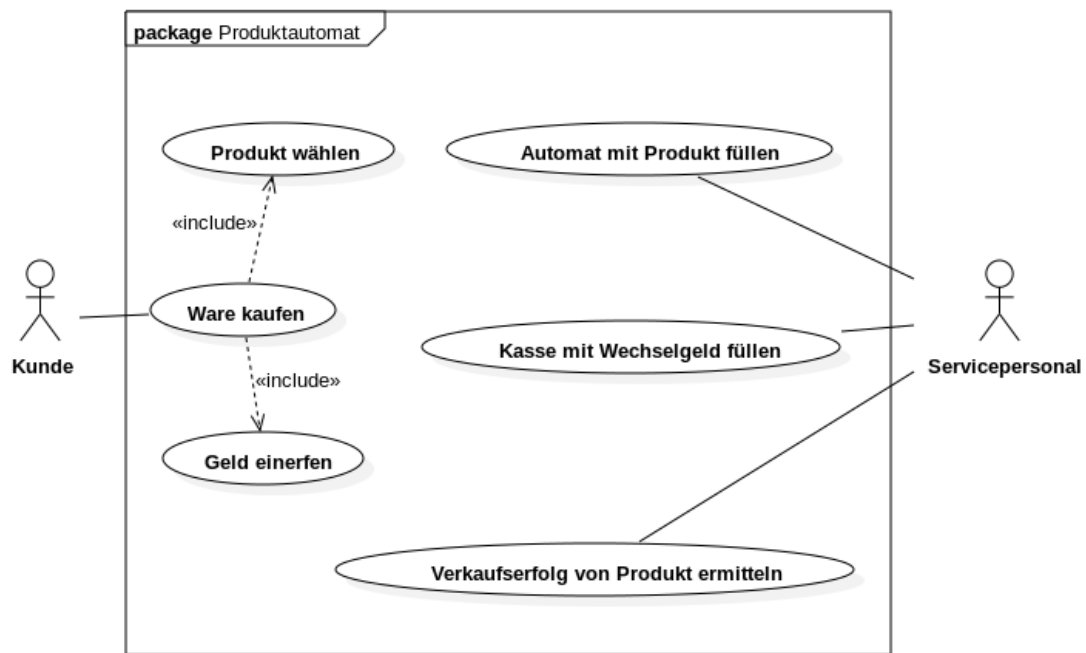 package Produktautomat
Produkt wählen
Automat mit Produkt füllen
«include»
Ware kaufen
Kunde
Kasse mit Wechselgeld füllen
Servicepersonal
«include»
Geld einerfen
Verkaufserfolg von Produkt ermitteln